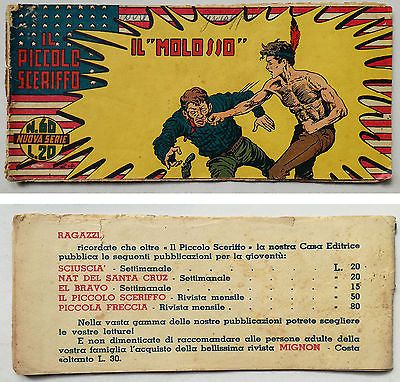 IL
PICCOLO
SCERIFFO
N. 60
NUOVA SERIE
L.20
IL "MOLOSSO"
RAGAZZI,
ricordate che oltre « Il Piccolo Sceriffo » la nostra Casa Editrice
pubblica le seguenti pubblicazioni per la gioventù:
SCIUSCIÀ - Settimanale L. 20
NAT DEL SANTA CRUZ - Settimanale " 20
EL BRAVO - Settimanale " 15
IL PICCOLO SCERIFFO - Rivista mensile " 50
PICCOLA FRECCIA - Rivista mensile " 80
Nella vasta gamma delle nostre pubblicazioni potrete scegliere
le vostre letture!
E non dimenticate di raccomandare alle persone adulte della
vostra famiglia l'acquisto della bellissima rivista MIGNON - Costa
soltanto L. 30.